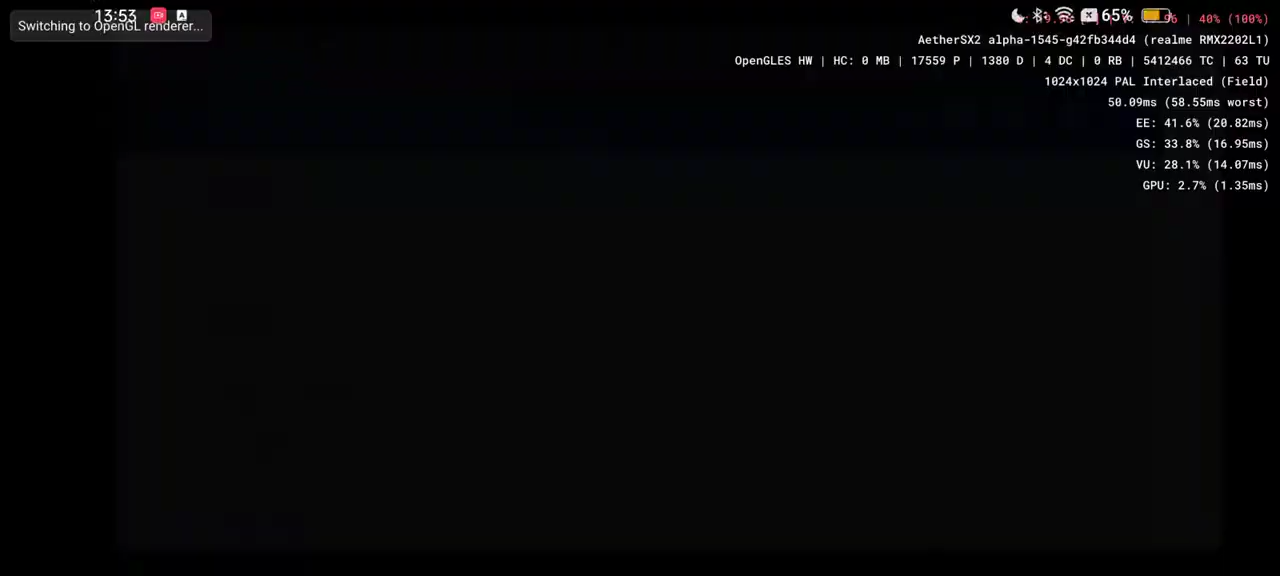 13:53 A 65%
Switching to OpenGL renderer...
96 | 40% (100%)
AetherSX2 alpha-1545-g42fb344d4 (realme RMX2202L1)
OpenGLES HW | HC: 0 MB | 17559 P | 1380 D | 4 DC | 0 RB | 5412466 TC | 63 TU
1024x1024 PAL Interlaced (Field)
50.09ms (58.55ms worst)
EE: 41.6% (20.82ms)
GS: 33.8% (16.95ms)
VU: 28.1% (14.07ms)
GPU: 2.7% (1.35ms)